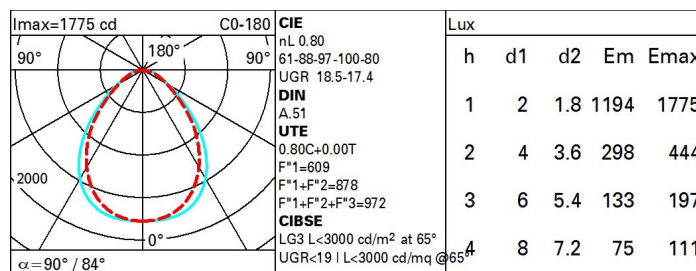 Imax=1775 cd C0-180
90° 180° 90°
2000
0°
α=90° / 84°
CIE
nL 0.80
61-88-97-100-80
UGR 18.5-17.4
DIN
A.51
UTE
0.80C+0.00T
F"1=609
F"1+F"2=878
F"1+F"2+F"3=972
CIBSE
LG3 L<3000 cd/m² at 65°
UGR<19 | L<3000 cd/mq @65°
Lux
h d1 d2 Em Emax
1 2 1.8 1194 1775
2 4 3.6 298 444
3 6 5.4 133 197
4 8 7.2 75 111